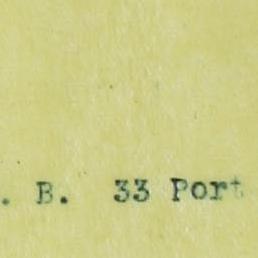 . B. 33 Port